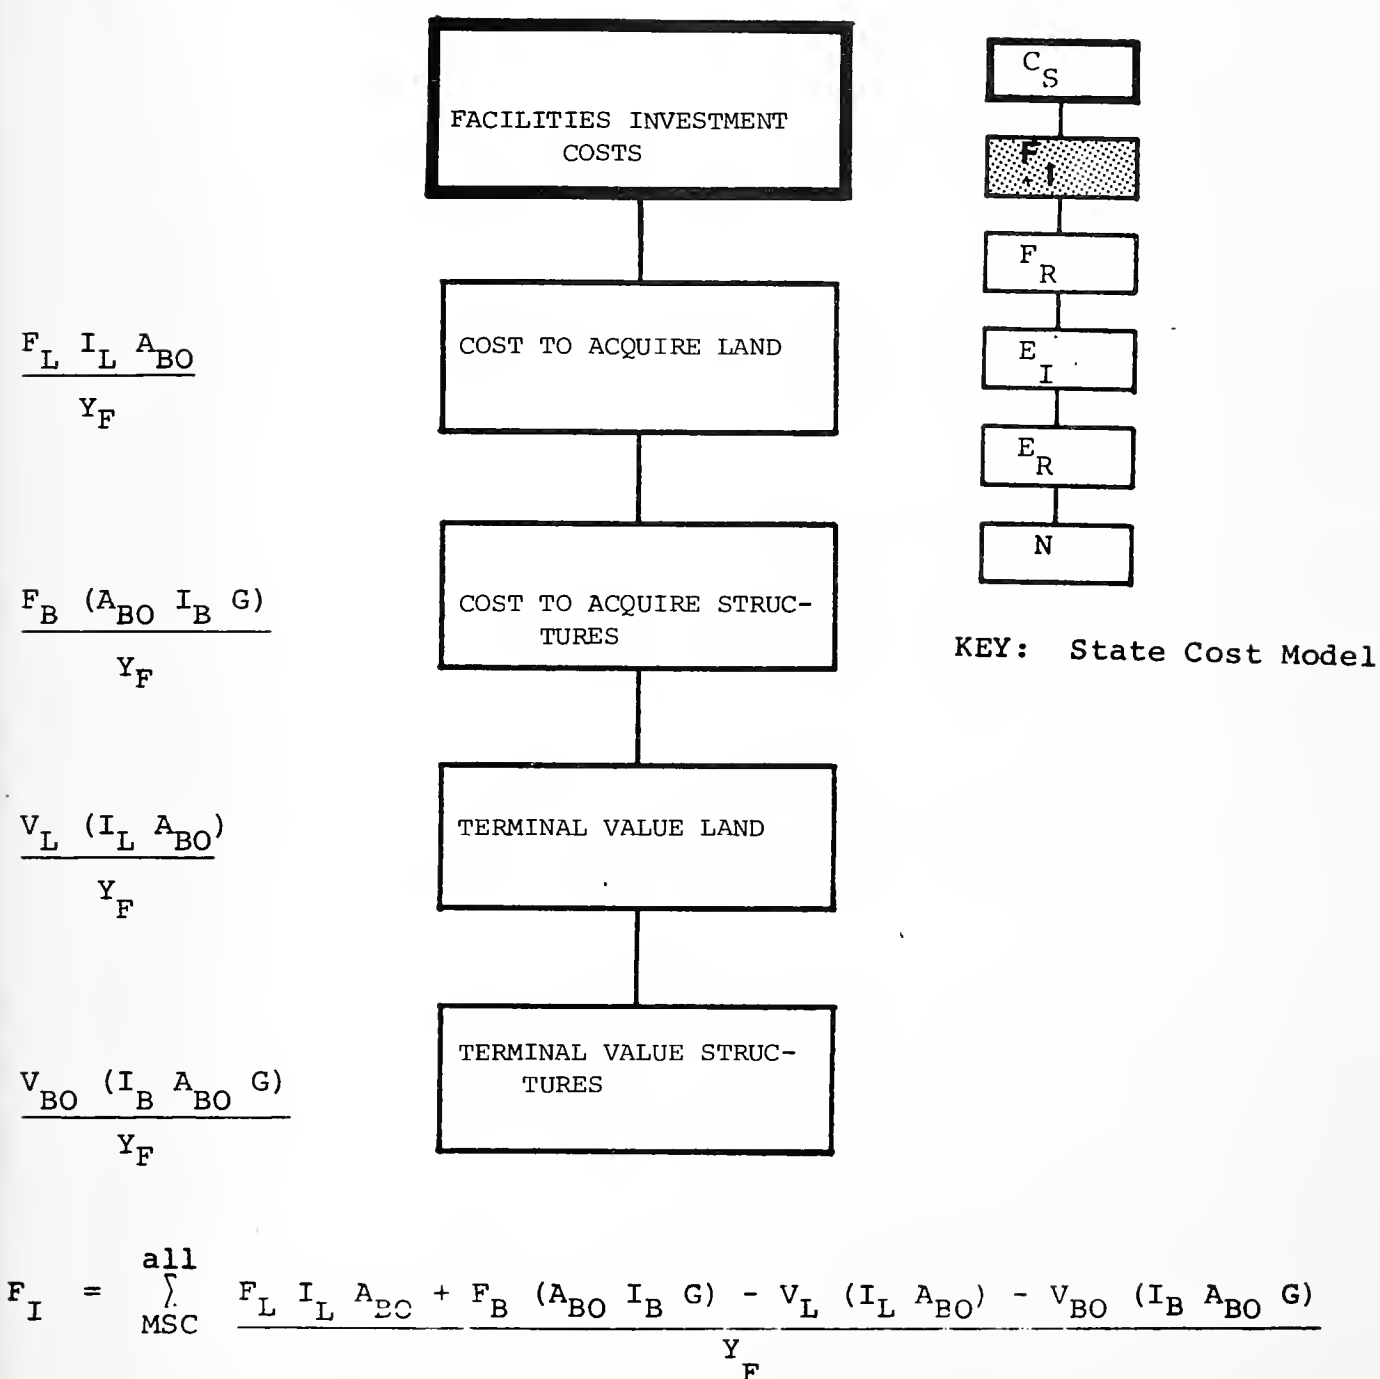 FACILITIES INVESTMENT
COSTS
F_L I_L A_BO
Y_F
COST TO ACQUIRE LAND
F_B (A_BO I_B G)
Y_F
COST TO ACQUIRE STRUC-
TURES
V_L (I_L A_BO)
Y_F
TERMINAL VALUE LAND
V_BO (I_B A_BO G)
Y_F
TERMINAL VALUE STRUC-
TURES
C_S
F_I
F_R
E_I
E_R
N
KEY: State Cost Model
all
F_I = ∑ F_L I_L A_BO + F_B (A_BO I_B G) - V_L (I_L A_BO) - V_BO (I_B A_BO G)
MSC
Y_F